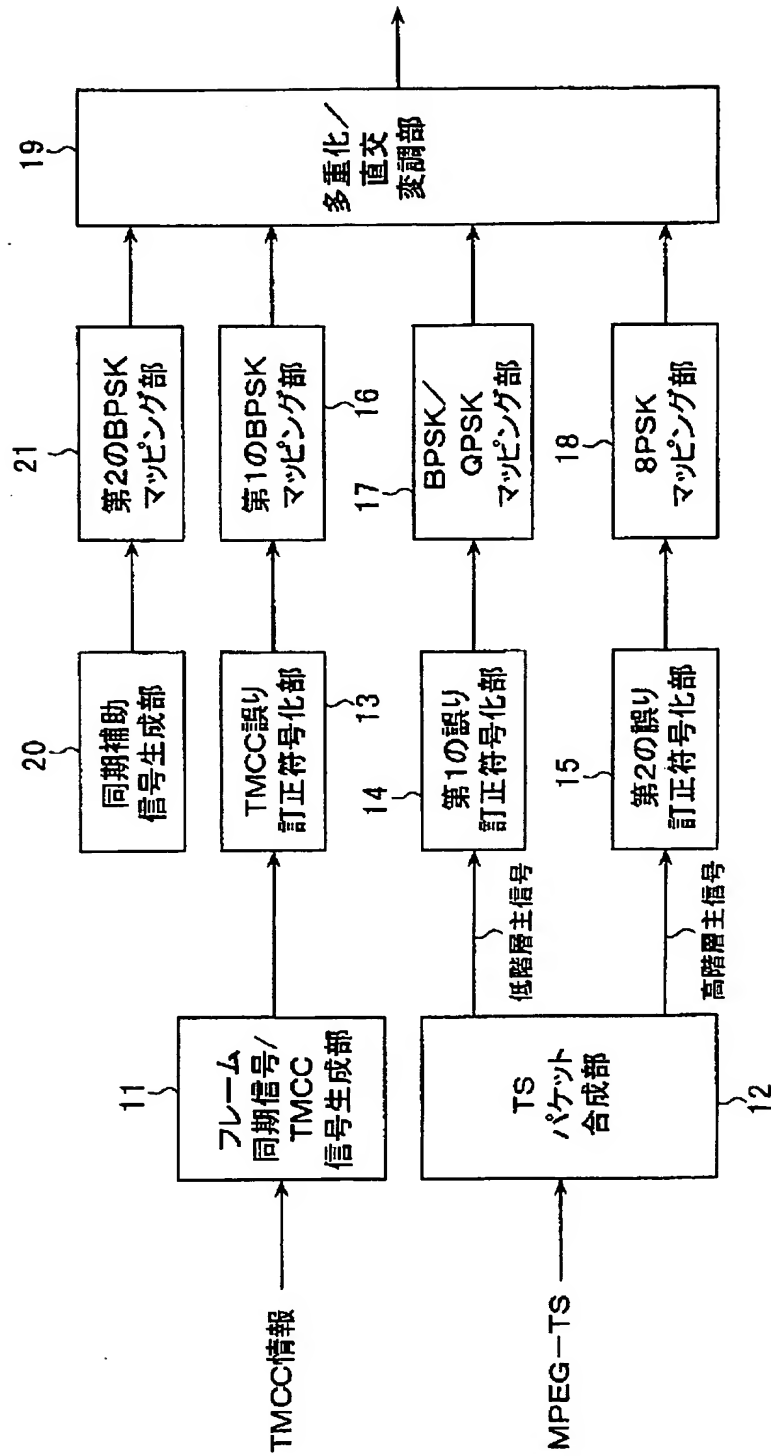 TMCC情報
11
フレーム
同期信号/
TMCC
信号生成部
MPEG-TS
TS
パケット
合成部
12
低階層主信号
高階層主信号
20
同期補助
信号生成部
TMCC誤り
訂正符号化部
13
14
第1の誤り
訂正符号化部
15
第2の誤り
訂正符号化部
21
第2のBPSK
マッピング部
第1のBPSK
マッピング部
16
17
BPSK/
QPSK
マッピング部
18
8PSK
マッピング部
19
多重化/
直交
変調部